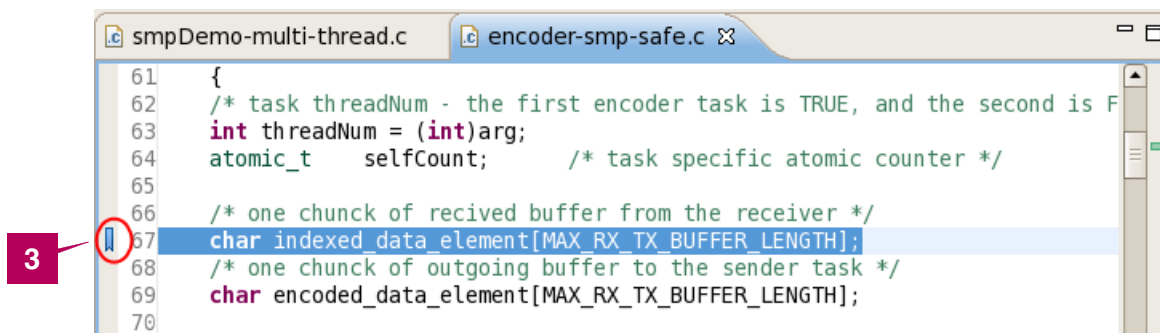 smpDemo-multi-thread.c
encoder-smp-safe.c
61 {
62 /* task threadNum - the first encoder task is TRUE, and the second is F
63 int threadNum = (int)arg;
64 atomic_t selfCount; /* task specific atomic counter */
65
66 /* one chunck of recived buffer from the receiver */
67 char indexed_data_element[MAX_RX_TX_BUFFER_LENGTH];
3
68 /* one chunck of outgoing buffer to the sender task */
69 char encoded_data_element[MAX_RX_TX_BUFFER_LENGTH];
70